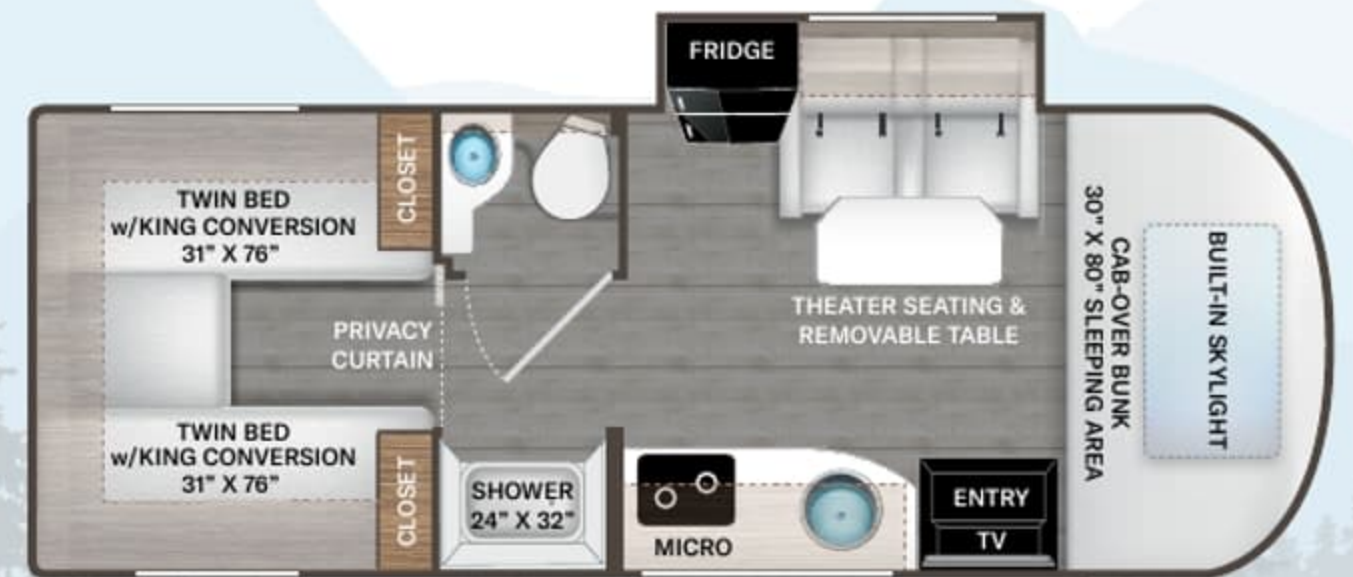 FRIDGE
CLOSET
TWIN BED
w/KING CONVERSION
31” X 76”
PRIVACY
CURTAIN
THEATER SEATING &
REMOVABLE TABLE
CAB-OVER BUNK
30” X 80” SLEEPING AREA
BUILT-IN SKYLIGHT
TWIN BED
w/KING CONVERSION
31” X 76”
CLOSET
SHOWER
24” X 32”
MICRO
ENTRY
TV